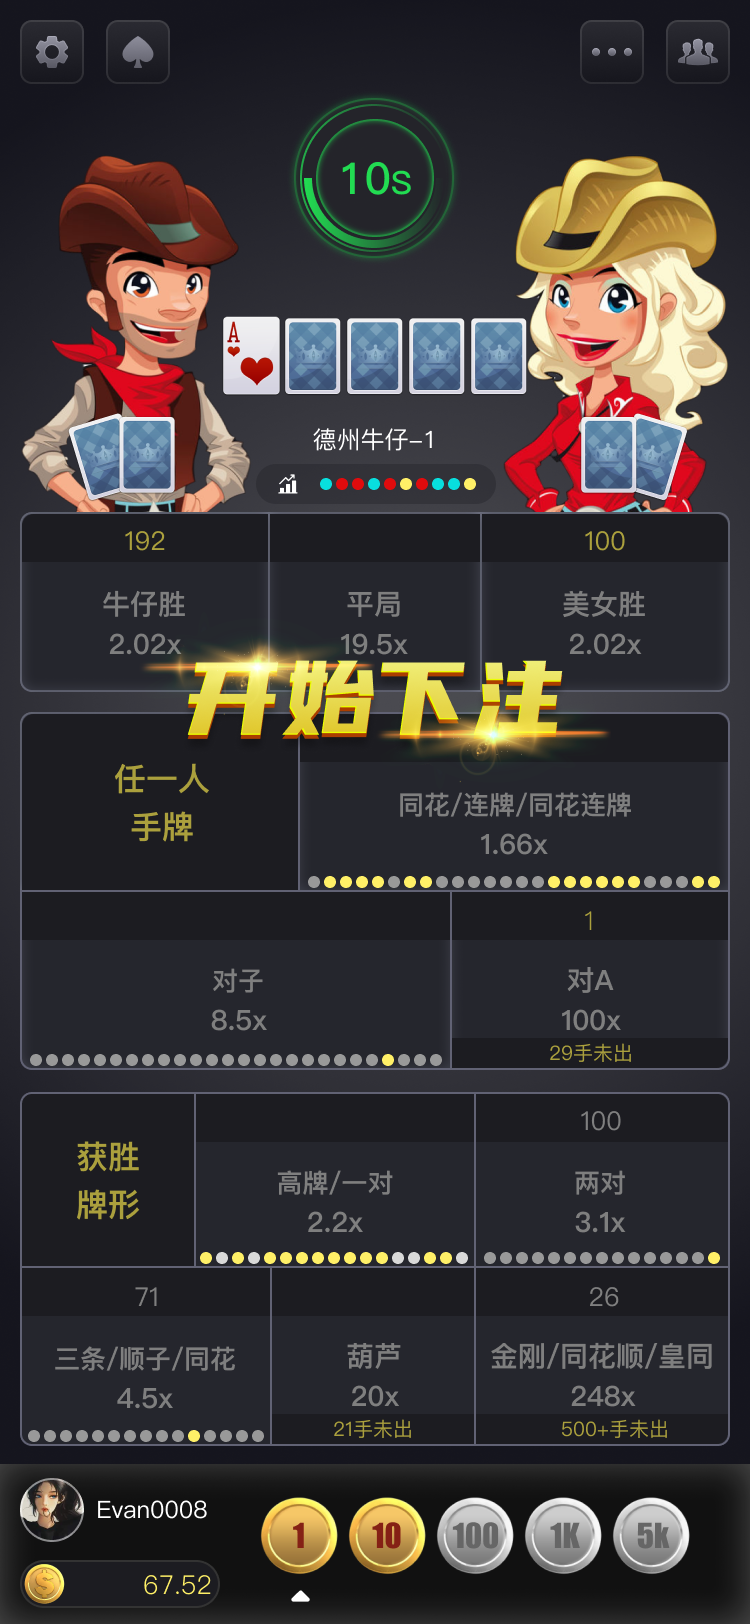 10s
A
德州牛仔-1
192
100
牛仔胜
平局
美女胜
2.02x
19.5x
2.02x
开始下注
任一人
手牌
同花/连牌/同花连牌
1.66x
1
对子
对A
8.5x
100x
29手未出
获胜
牌形
100
高牌/一对
两对
2.2x
3.1x
71
26
三条/顺子/同花
葫芦
金刚/同花顺/皇同
4.5x
20x
248x
21手未出
500+手未出
Evan0008
1
10
100
1K
5k
67.52